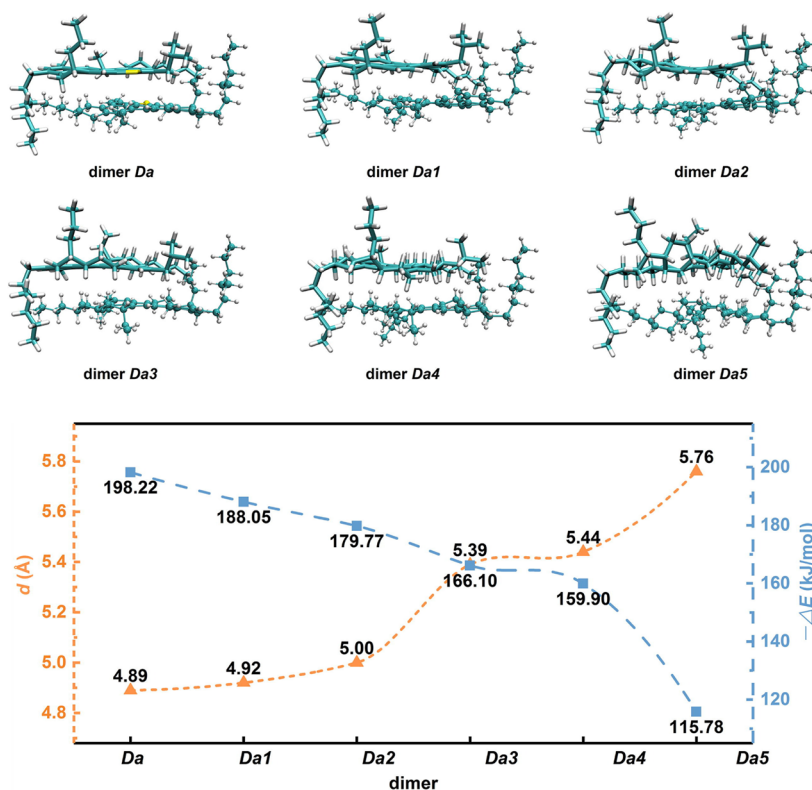 dimer Da
dimer Da1
dimer Da2
dimer Da3
dimer Da4
dimer Da5
5.8
5.6
5.4
5.2
5.0
4.8
d (Å)
198.22
188.05
179.77
166.10
159.90
115.78
4.89
4.92
5.00
5.39
5.44
5.76
200
180
160
140
120
−ΔE (kJ/mol)
Da Da1 Da2 Da3 Da4 Da5
dimer